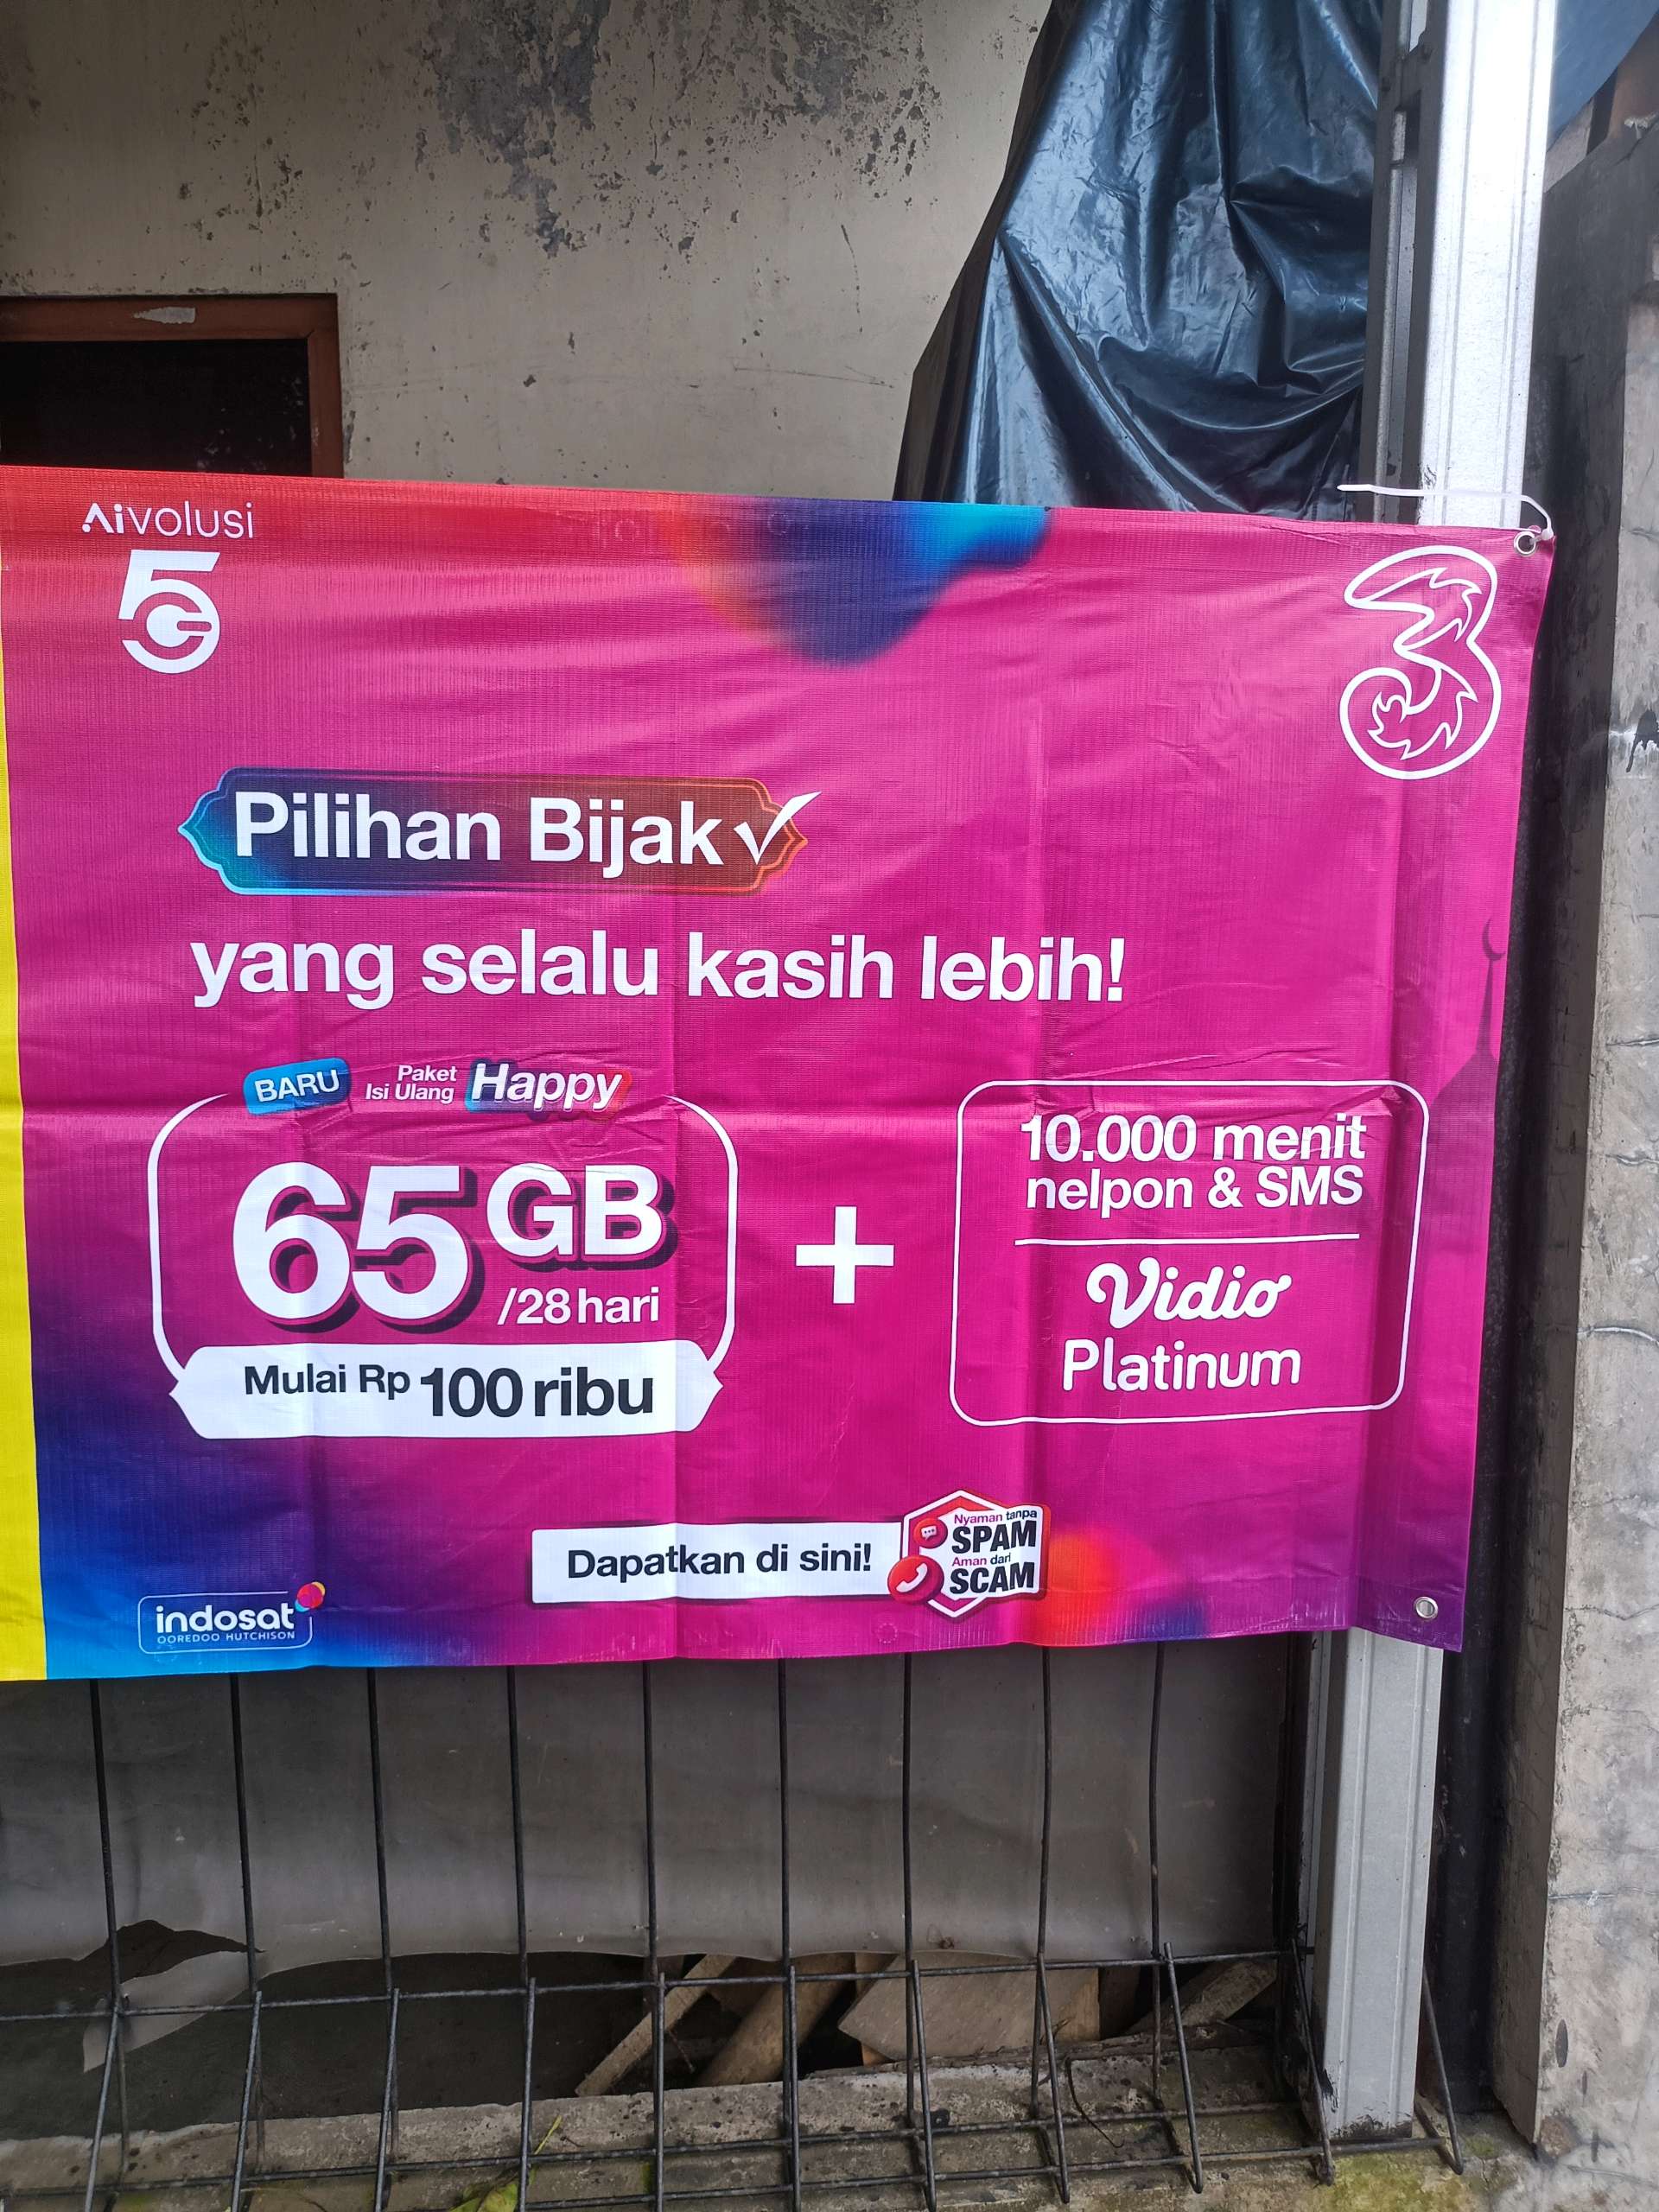 Aivolusi
5G
3
Pilihan Bijak
yang selalu kasih lebih!
BARU
Paket
Isi Ulang
Happy
65 GB
/28 hari
Mulai Rp 100 ribu
+
10.000 menit
nelpon & SMS
Vidio
Platinum
Dapatkan di sini!
Nyaman tanpa
SPAM
Aman dari
SCAM
indosat
OOREDOO HUTCHISON